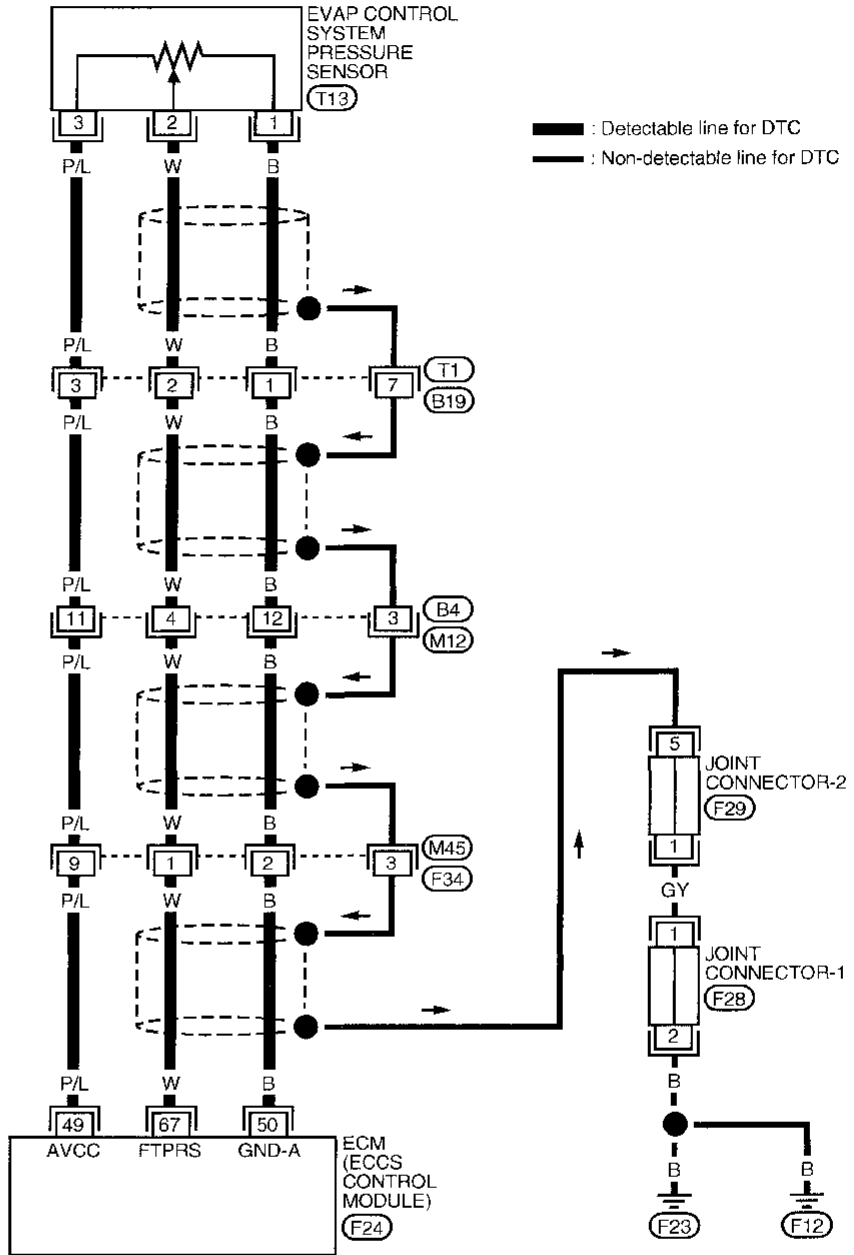 EVAP CONTROL
SYSTEM
PRESSURE
SENSOR
T13
3 2 1
: Detectable line for DTC
: Non-detectable line for DTC
P/L W B
P/L W B
3 2 1 7
T1
B19
P/L W B
P/L W B
11 4 12 3
B4
M12
P/L W B
5
JOINT
CONNECTOR-2
F29
1
P/L W B
9 1 2 3
M45
F34
P/L W B
GY
1
JOINT
CONNECTOR-1
F28
2
P/L W B
B
49 67 50
AVCC FTPRS GND-A
ECM
(ECCS
CONTROL
MODULE)
F24
B B
F23 F12